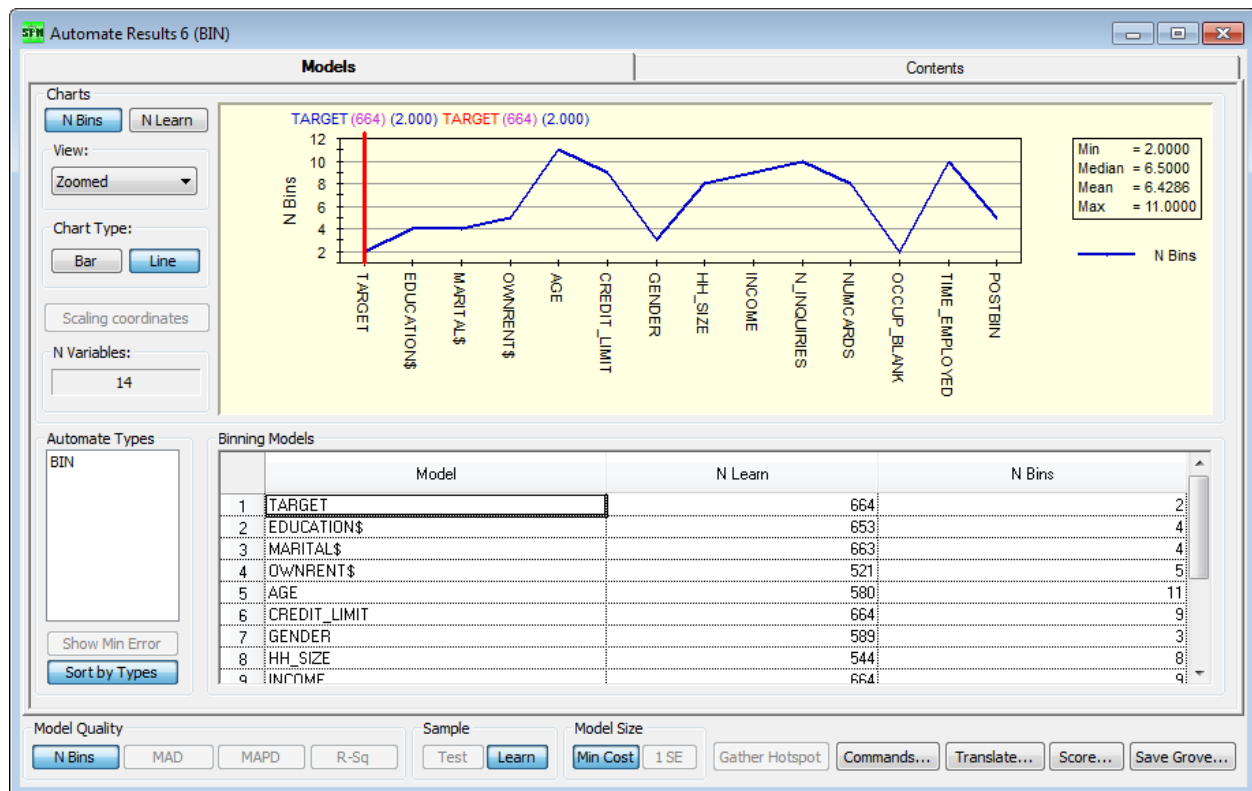 SPM Automate Results 6 (BIN)
Models Contents
Charts
N Bins N Learn
View:
Zoomed
Chart Type:
Bar Line
Scaling coordinates
N Variables:
14
TARGET (664) (2.000) TARGET (664) (2.000)
N Bins
12
10
8
6
4
2
TARGET
EDUCATION$
MARITAL$
OWNRENT$
AGE
CREDIT_LIMIT
GENDER
HH_SIZE
INCOME
N_INQUIRIES
NUMCARDS
OCCUP_BLANK
TIME_EMPLOYED
POSTBIN
Min = 2.0000
Median = 6.5000
Mean = 6.4286
Max = 11.0000
N Bins
Automate Types
BIN
Show Min Error
Sort by Types
Binning Models
Model N Learn N Bins
1 TARGET 664 2
2 EDUCATION$ 653 4
3 MARITAL$ 663 4
4 OWNRENT$ 521 5
5 AGE 580 11
6 CREDIT_LIMIT 664 9
7 GENDER 589 3
8 HH_SIZE 544 8
9 INCOME 664 9
Model Quality
N Bins MAD MAPD R-Sq
Sample
Test Learn
Model Size
Min Cost 1 SE
Gather Hotspot Commands... Translate... Score... Save Grove...